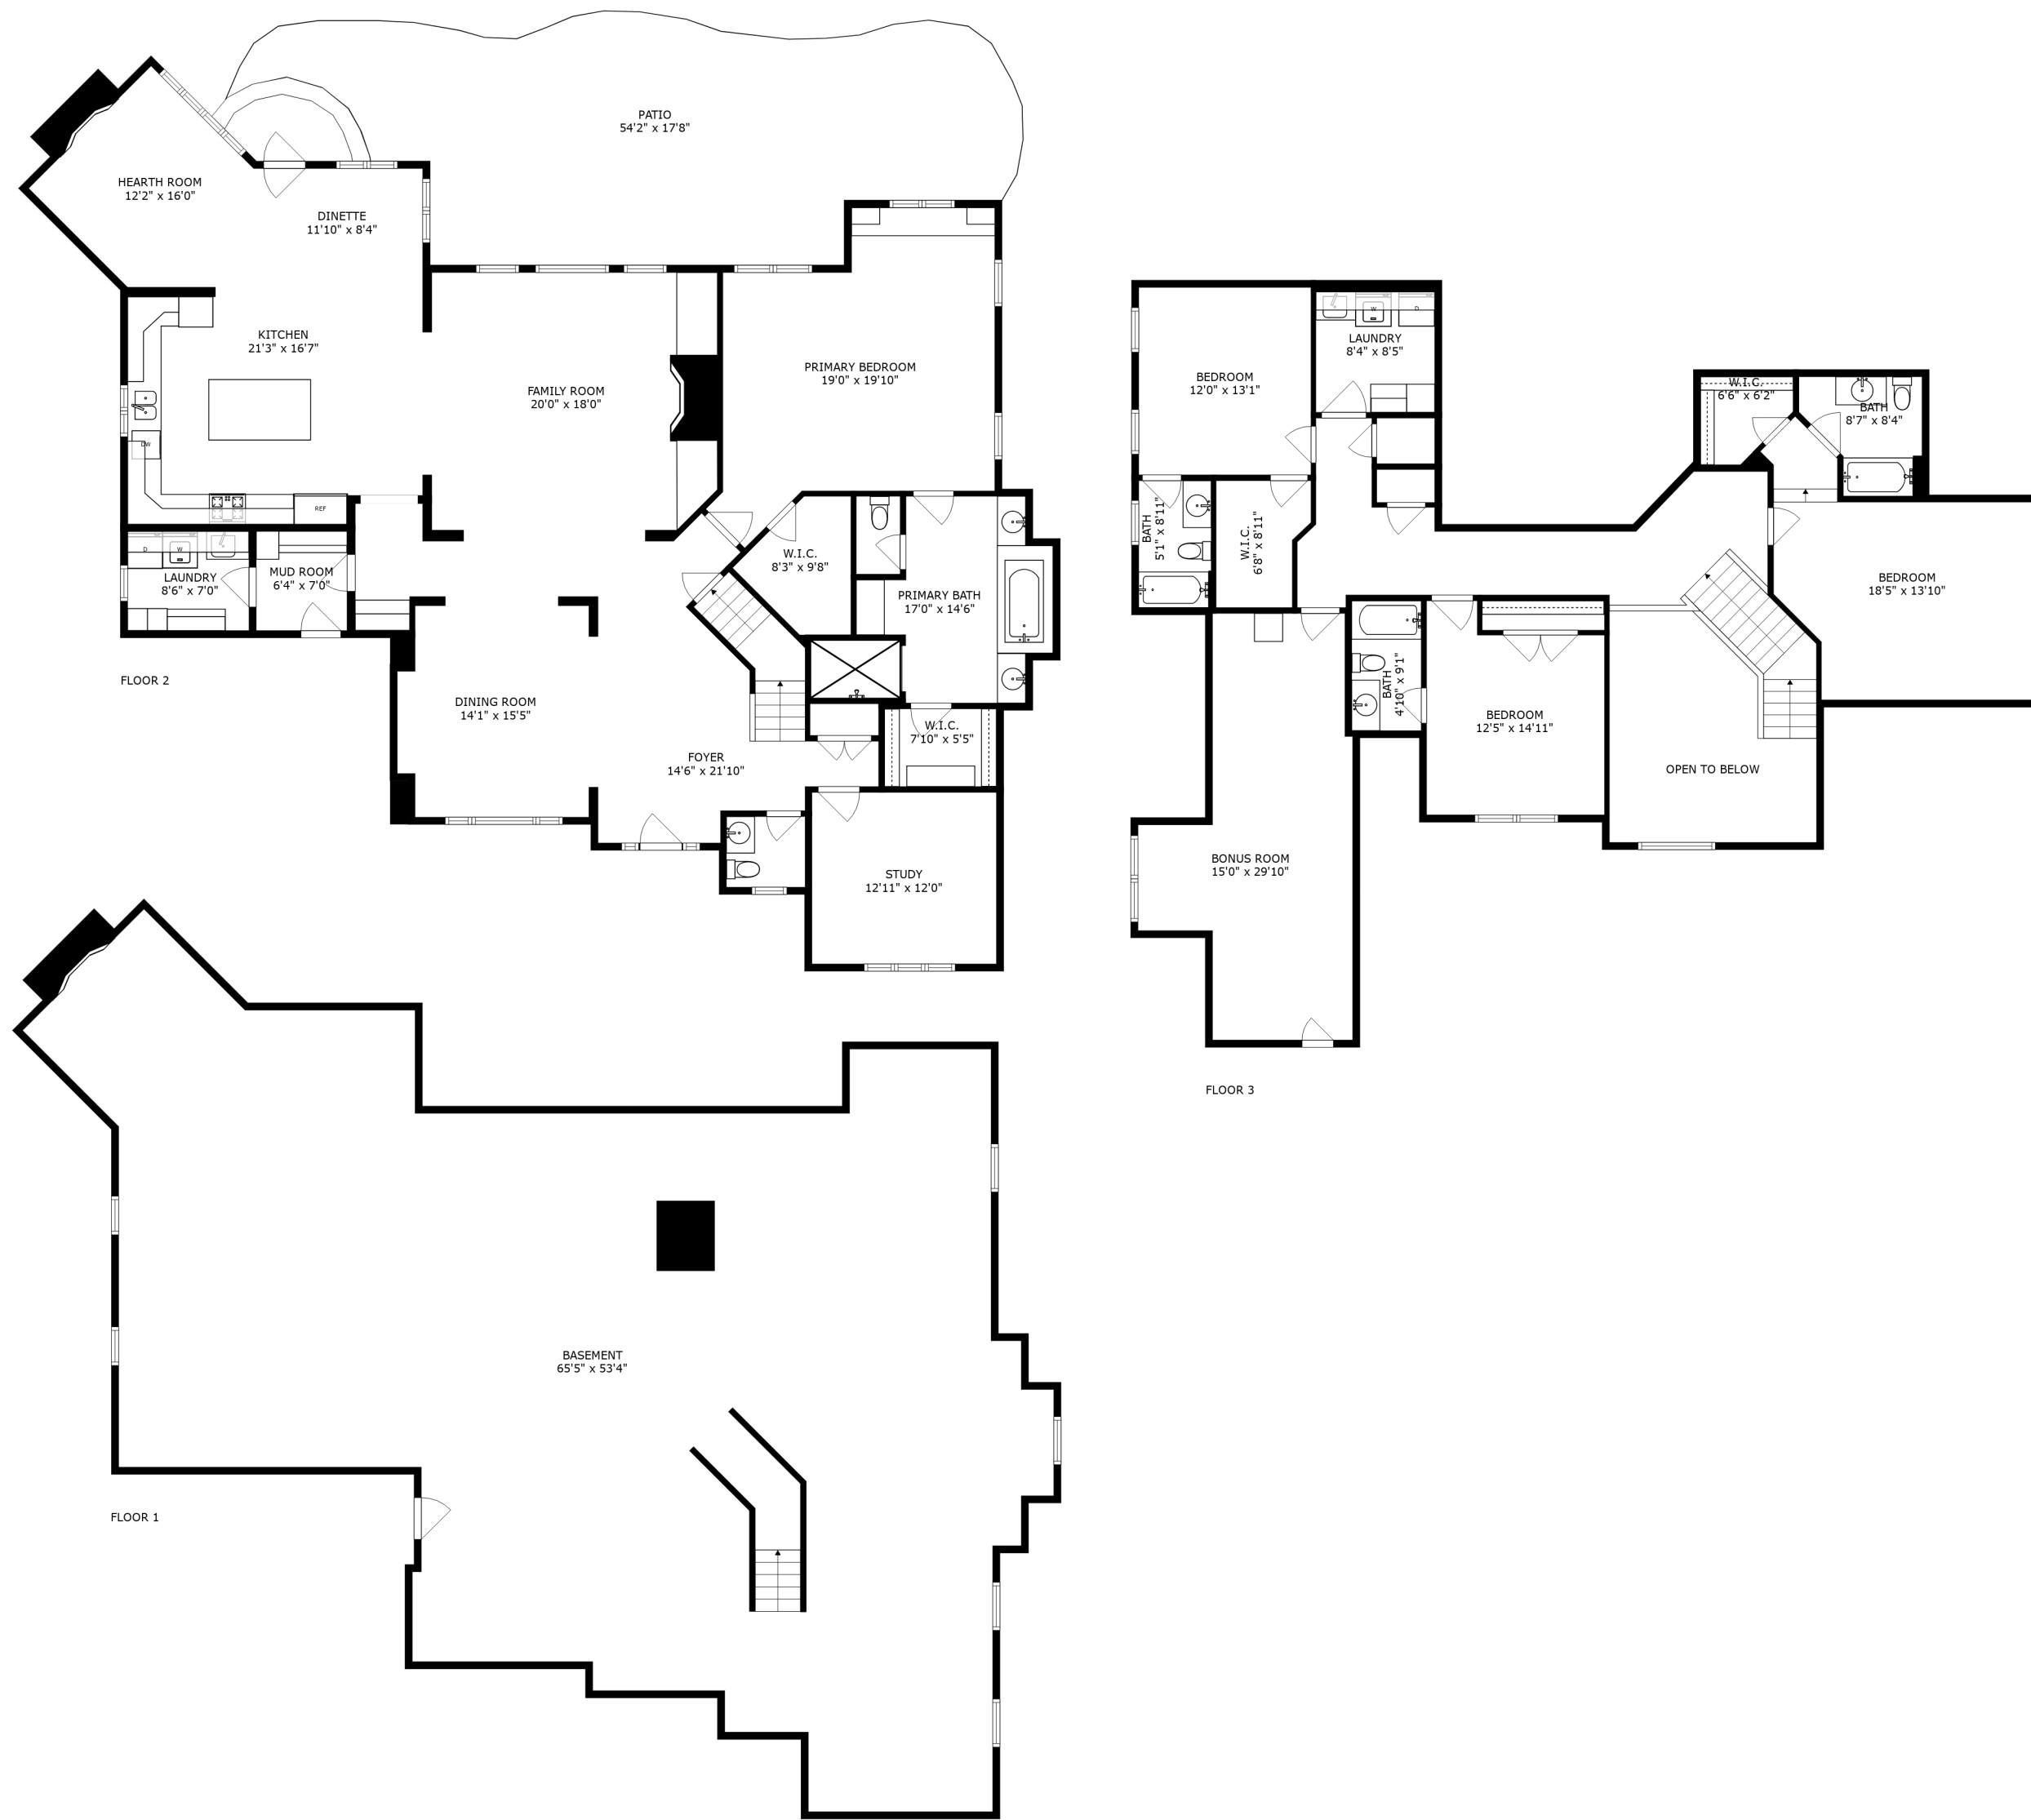 PATIO
54'2" x 17'8"
HEARTH ROOM
12'2" x 16'0"
DINETTE
11'10" x 8'4"
KITCHEN
21'3" x 16'7"
DW
REF
FAMILY ROOM
20'0" x 18'0"
PRIMARY BEDROOM
19'0" x 19'10"
D
W
LAUNDRY
8'6" x 7'0"
MUD ROOM
6'4" x 7'0"
W.I.C.
8'3" x 9'8"
PRIMARY BATH
17'0" x 14'6"
DINING ROOM
14'1" x 15'5"
FOYER
14'6" x 21'10"
W.I.C.
7'10" x 5'5"
STUDY
12'11" x 12'0"
FLOOR 2
BEDROOM
12'0" x 13'1"
W
D
LAUNDRY
8'4" x 8'5"
W.I.C.
6'6" x 6'2"
BATH
8'7" x 8'4"
BATH
5'1" x 8'11"
W.I.C.
6'8" x 8'11"
BEDROOM
18'5" x 13'10"
BATH
4'10" x 9'1"
BEDROOM
12'5" x 14'11"
OPEN TO BELOW
BONUS ROOM
15'0" x 29'10"
FLOOR 3
BASEMENT
65'5" x 53'4"
FLOOR 1